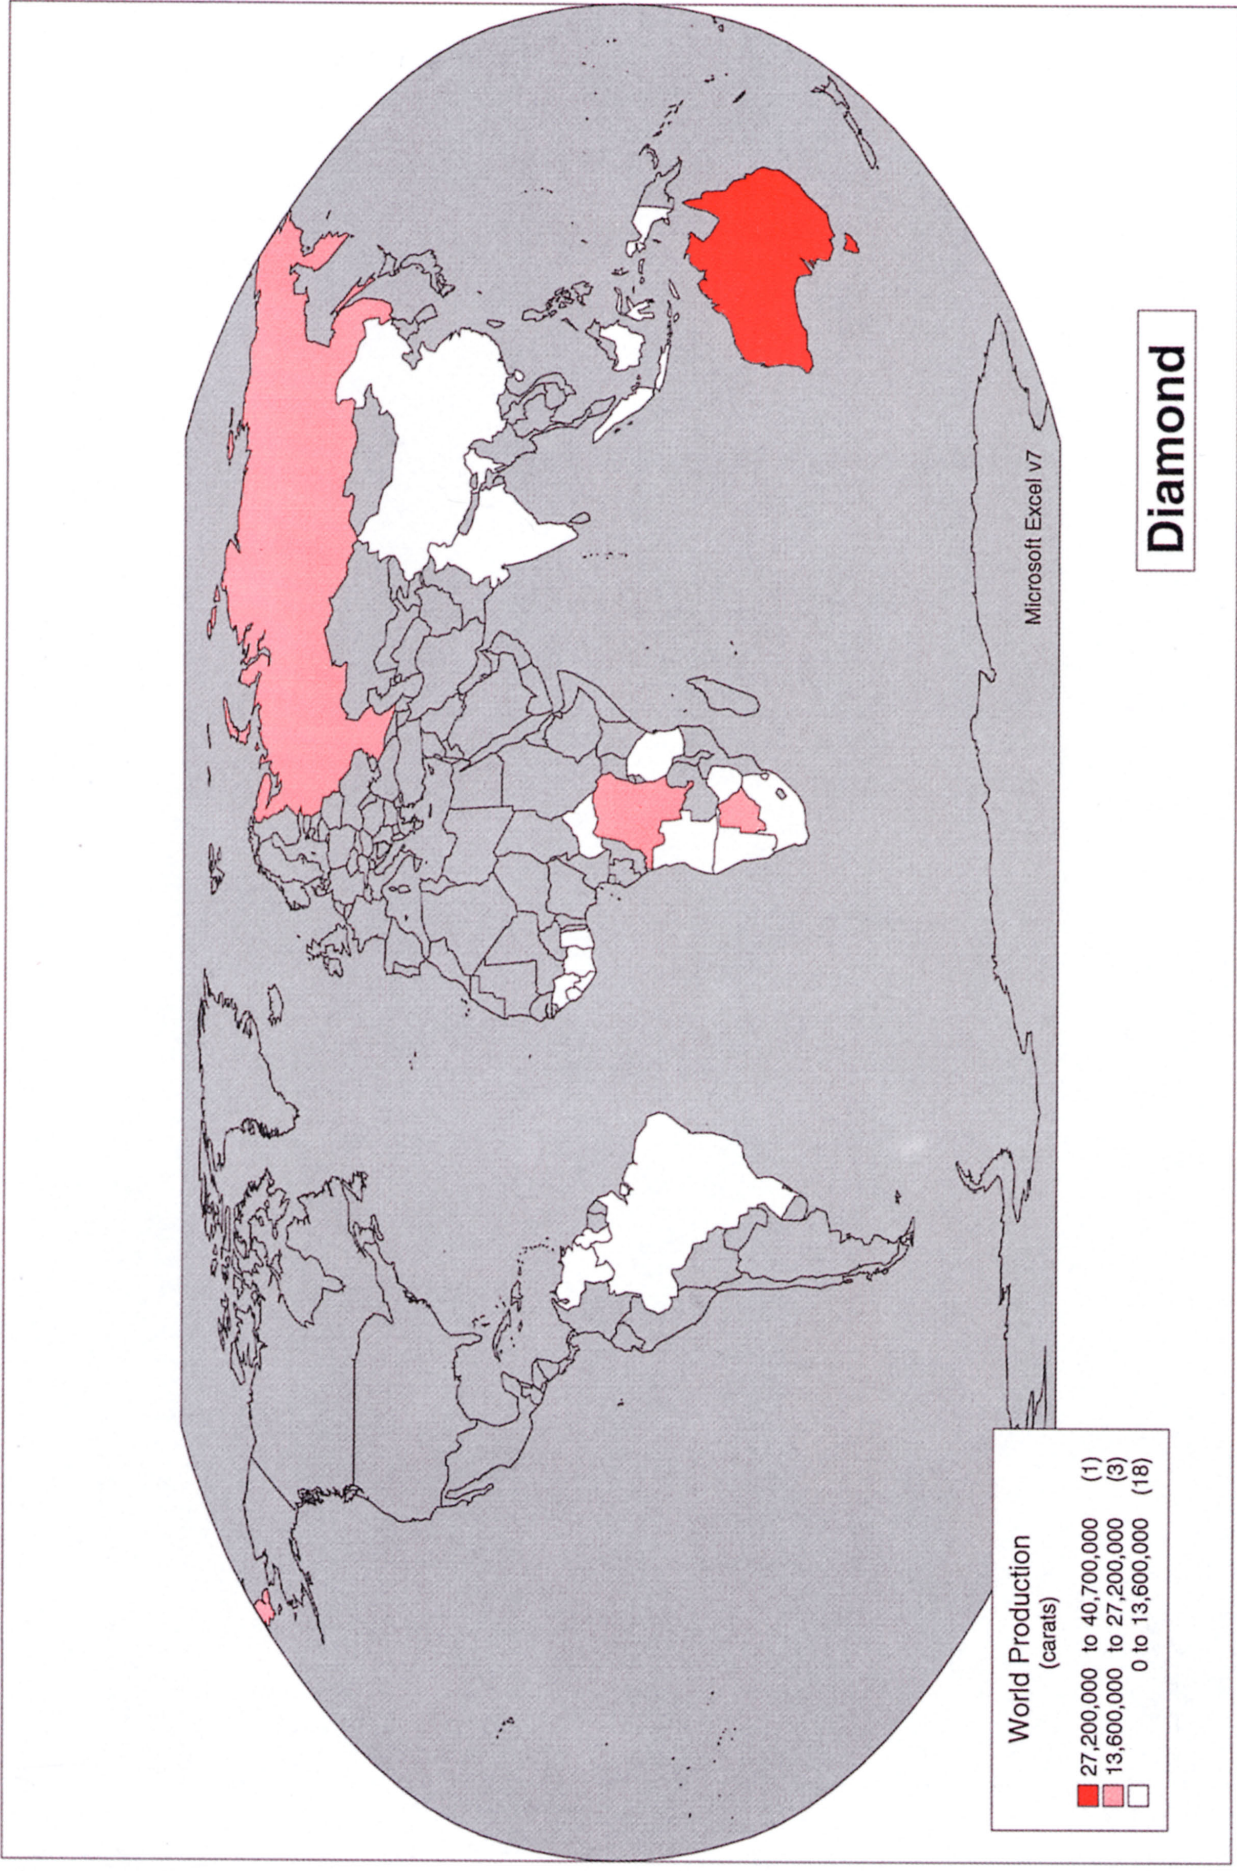 Diamond
Microsoft Excel v7
World Production
(carats)
27,200,000 to 40,700,000 (1)
13,600,000 to 27,200,000 (3)
0 to 13,600,000 (18)